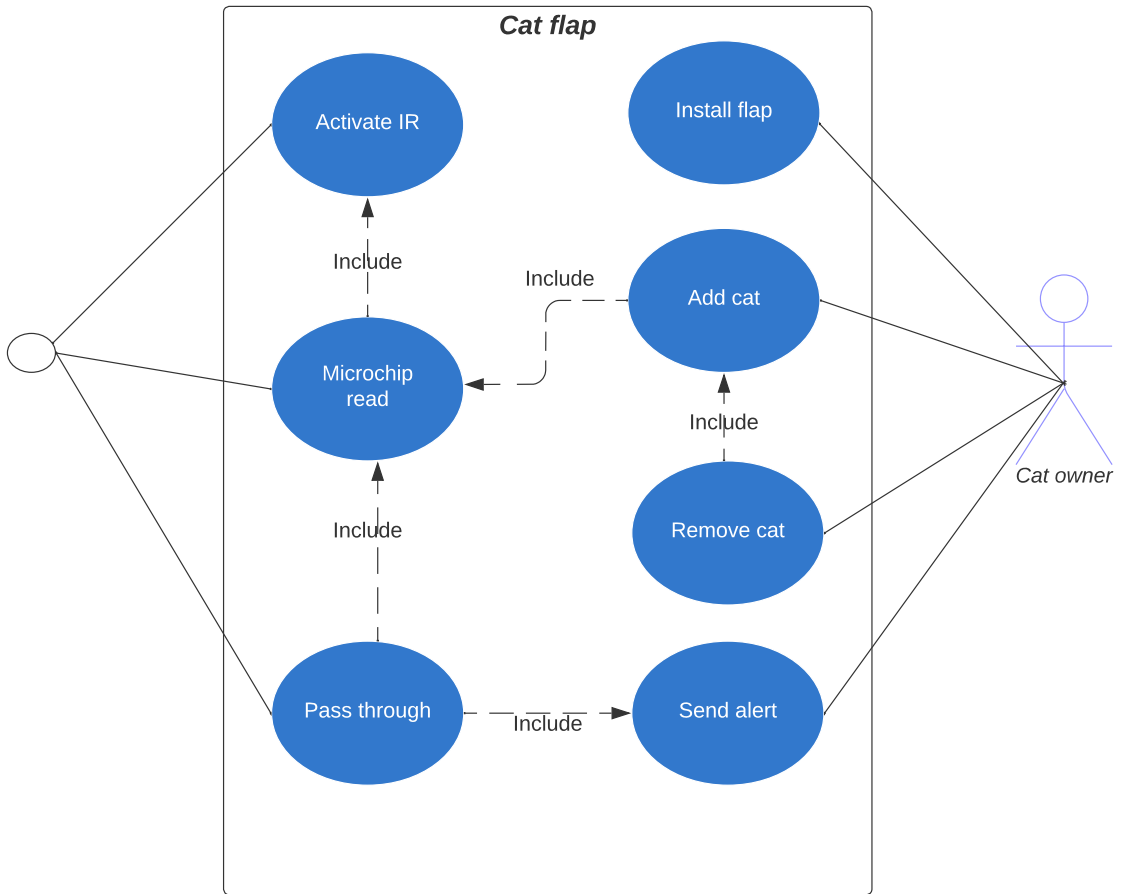 Cat flap
Activate IR
Install flap
Include
Include
Add cat
Microchip
read
Include
Cat owner
Include
Remove cat
Pass through
Send alert
Include